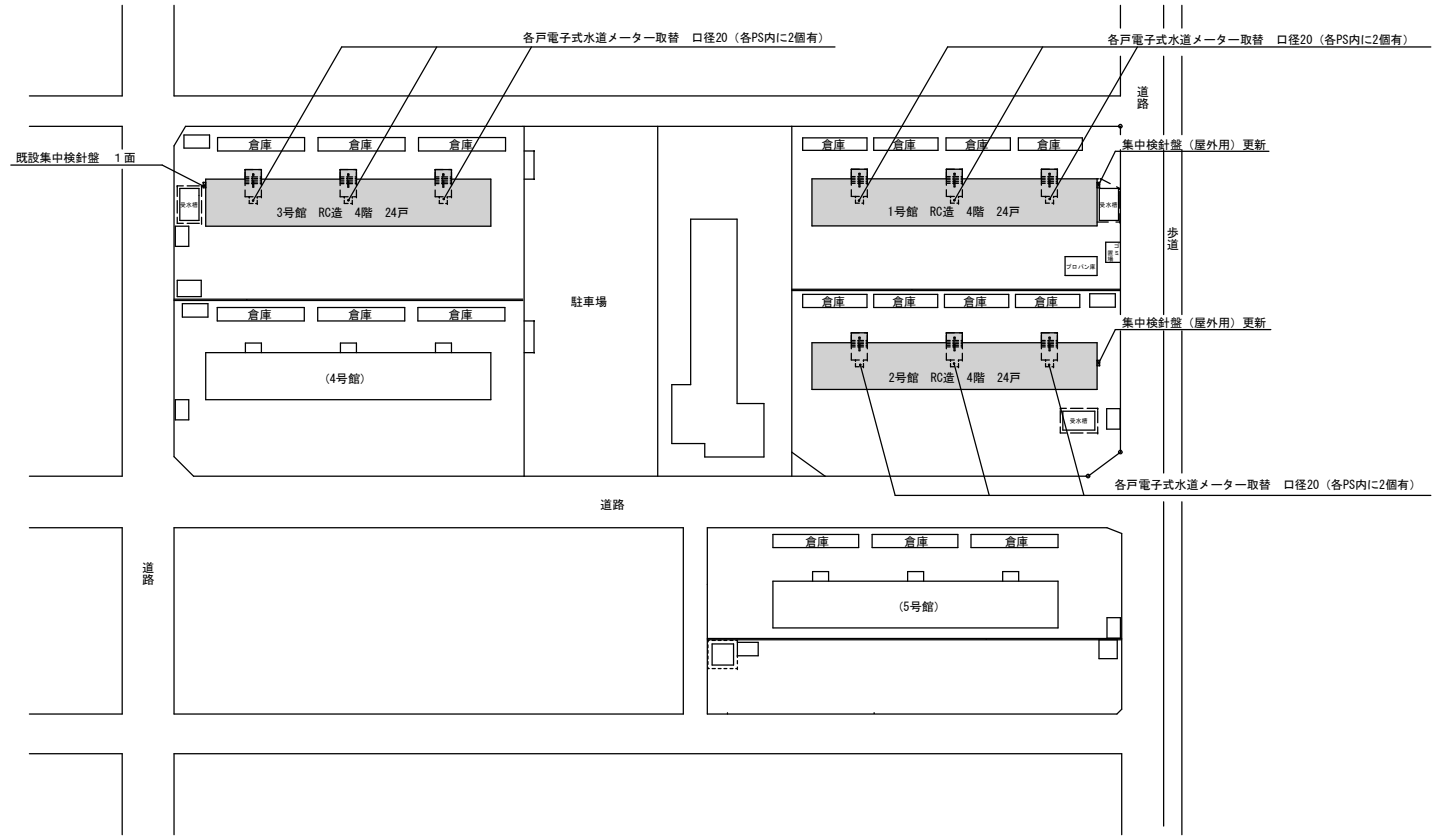 各戸電子式水道メーター取替　口径20（各PS内に2個有）
各戸電子式水道メーター取替　口径20（各PS内に2個有）
道路
既設集中検針盤　１面
倉庫
倉庫
倉庫
倉庫
倉庫
倉庫
倉庫
集中検針盤（屋外用）更新
受水槽
3号館　RC造　4階　24戸
1号館　RC造　4階　24戸
受水槽
歩道
ゴミ置場
プロパン庫
駐車場
倉庫
倉庫
倉庫
倉庫
倉庫
倉庫
倉庫
集中検針盤（屋外用）更新
(4号館)
2号館　RC造　4階　24戸
受水槽
各戸電子式水道メーター取替　口径20（各PS内に2個有）
道路
倉庫
倉庫
倉庫
道路
(5号館)